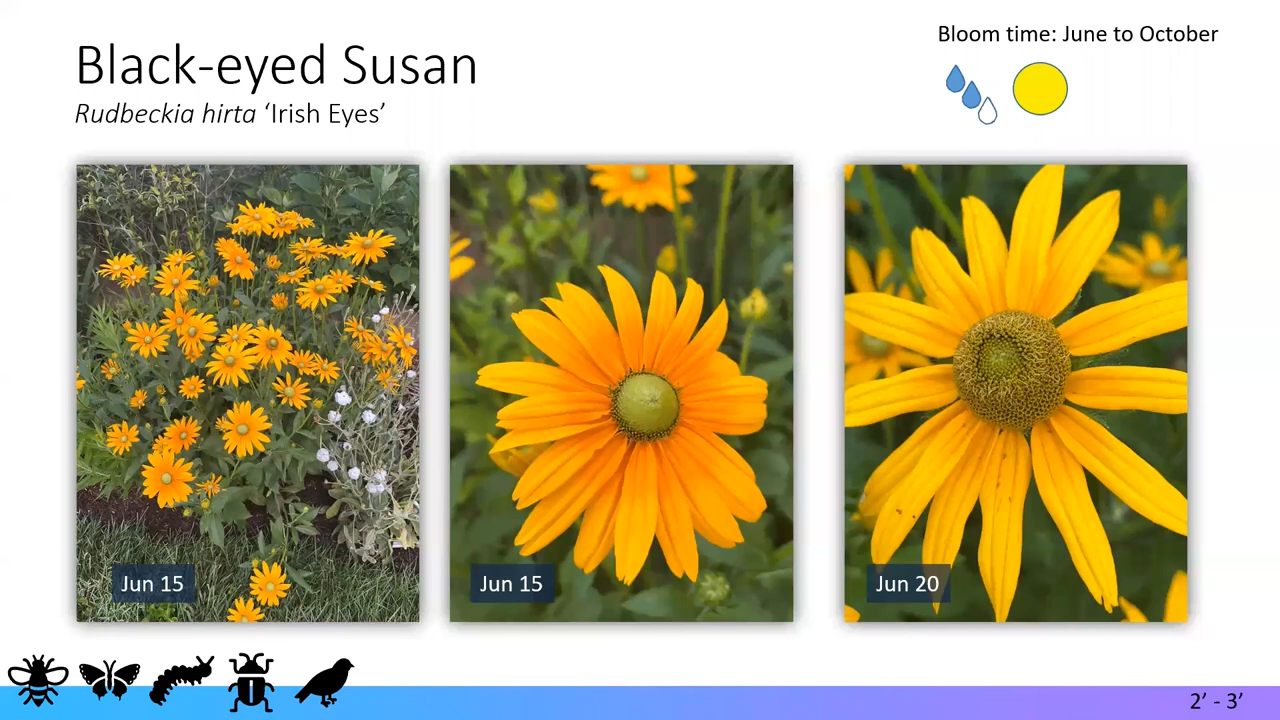 Black-eyed Susan
Rudbeckia hirta ‘Irish Eyes’
Bloom time: June to October
Jun 15
Jun 15
Jun 20
2’ - 3’